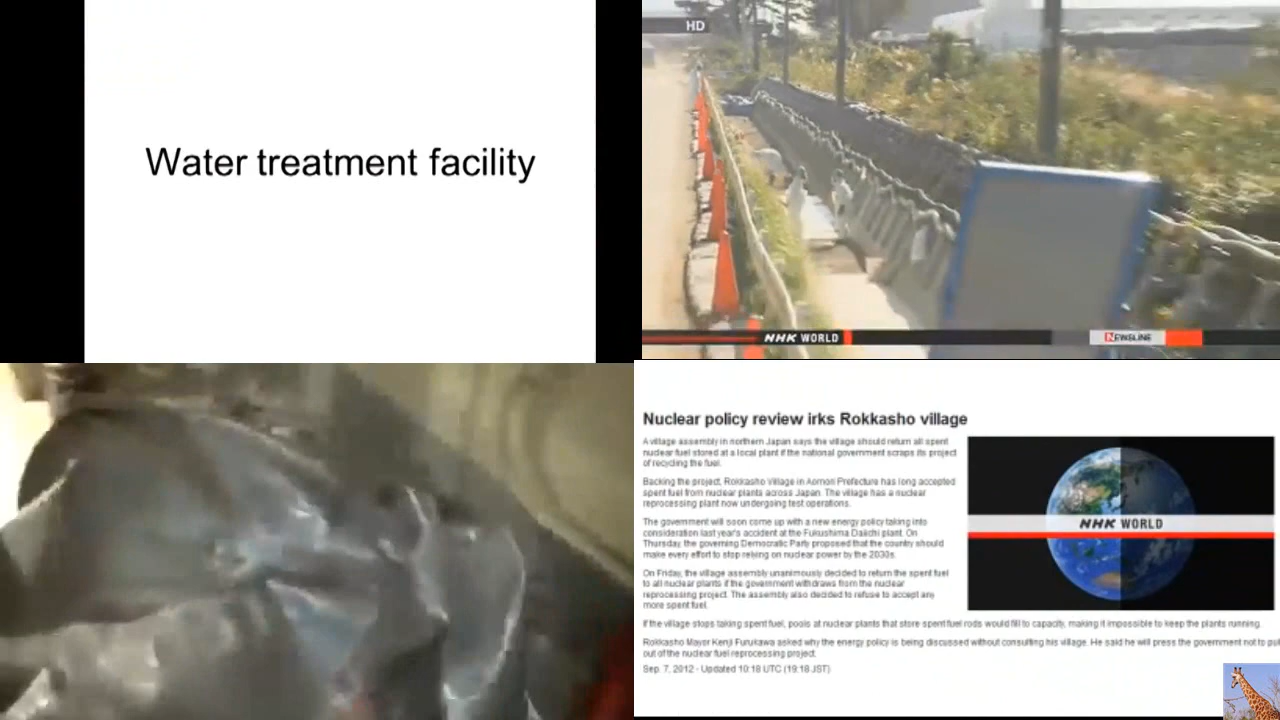 Water treatment facility
HD
NHK WORLD
NEWSLINE
Nuclear policy review irks Rokkasho village
A village assembly in northern Japan says the village should return all spent
nuclear fuel stored at a local plant if the national government scraps its project
of recycling the fuel.
Backing the project, Rokkasho Village in Aomori Prefecture has long accepted
spent fuel from nuclear plants across Japan. The village has a nuclear
reprocessing plant now undergoing test operations.
The government will soon come up with a new energy policy taking into
consideration last year's accident at the Fukushima Daiichi plant. On
Thursday, the governing Democratic Party proposed that the country should
make every effort to stop relying on nuclear power by the 2030s.
On Friday, the village assembly unanimously decided to return the spent fuel
to all nuclear plants if the government withdraws from the nuclear
reprocessing project. The assembly also decided to refuse to accept any
more spent fuel.
NHK WORLD
If the village stops taking spent fuel, pools at nuclear plants that store spent fuel rods would fill to capacity, making it impossible to keep the plants running.
Rokkasho Mayor Kenji Furukawa asked why the energy policy is being discussed without consulting his village. He said he will press the government not to pul
out of the nuclear fuel reprocessing project.
Sep. 7, 2012 - Updated 10:18 UTC (19:18 JST)